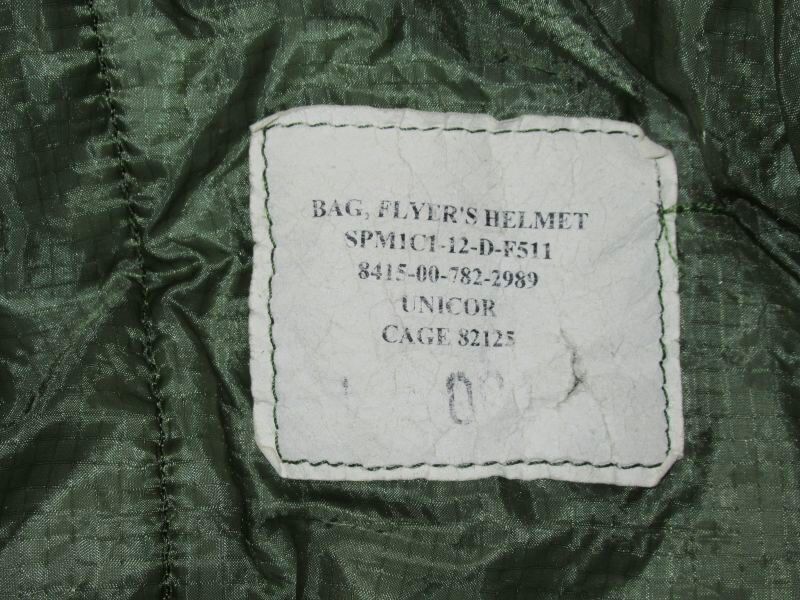 BAG, FLYER'S HELMET
SPM1C1-12-D-F511
8415-00-782-2989
UNICOR
CAGE 82125